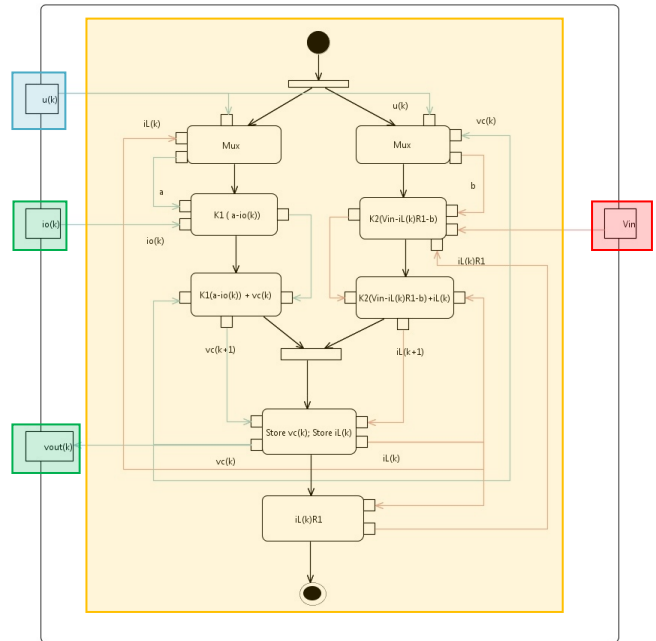 u(k)
u(k)
iL(k)
vc(k)
Mux
Mux
a
b
K1 ( a-io(k))
K2(Vin-iL(k)R1-b)
io(k)
Vin
io(k)
iL(k)R1
K1(a-io(k)) + vc(k)
K2(Vin-iL(k)R1-b)+iL(k)
vc(k+1)
iL(k+1)
Store vc(k); Store iL(k)
vout(k)
vc(k)
iL(k)
iL(k)R1